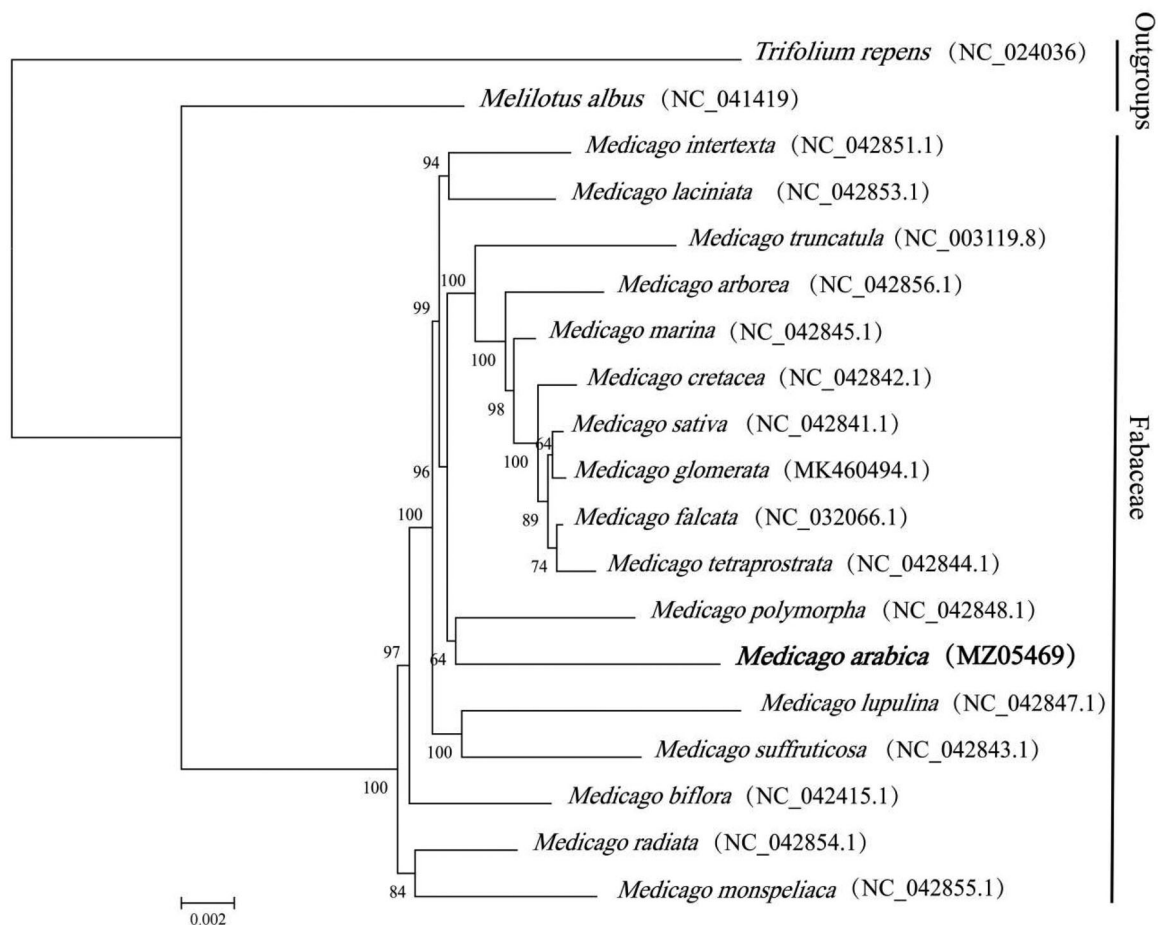 Outgroups
Trifolium repens (NC_024036)
Melilotus albus (NC_041419)
Medicago intertexta (NC_042851.1)
94
Medicago laciniata (NC_042853.1)
Medicago truncatula (NC_003119.8)
100
Medicago arborea (NC_042856.1)
99
Medicago marina (NC_042845.1)
100
Medicago cretacea (NC_042842.1)
98
Medicago sativa (NC_042841.1)
64
100
Medicago glomerata (MK460494.1)
96
Medicago falcata (NC_032066.1)
89
100
Medicago tetraprostrata (NC_042844.1)
74
Medicago polymorpha (NC_042848.1)
97
64
Medicago arabica (MZ05469)
Medicago lupulina (NC_042847.1)
Medicago suffruticosa (NC_042843.1)
100
100
Medicago biflora (NC_042415.1)
Medicago radiata (NC_042854.1)
84
Medicago monspeliaca (NC_042855.1)
Fabaceae
0.002